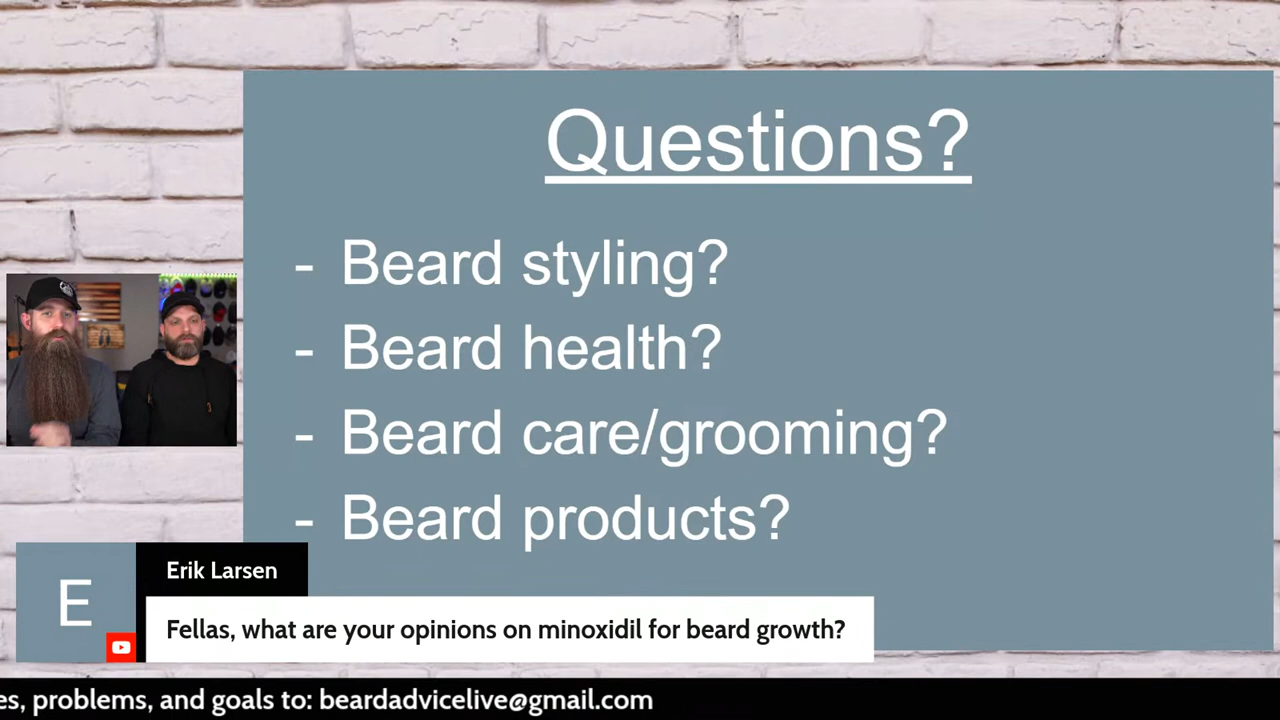 Questions?
- Beard styling?
- Beard health?
- Beard care/grooming?
- Beard products?
E
Erik Larsen
Fellas, what are your opinions on minoxidil for beard growth?
es, problems, and goals to: beardadvicelive@gmail.com